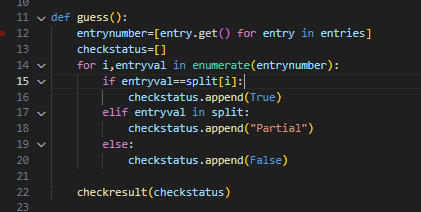 10
11 def guess():
12     entrynumber=[entry.get() for entry in entries]
13     checkstatus=[]
14     for i,entryval in enumerate(entrynumber):
15         if entryval==split[i]:
16             checkstatus.append(True)
17         elif entryval in split:
18             checkstatus.append("Partial")
19         else:
20             checkstatus.append(False)
21
22     checkresult(checkstatus)
23